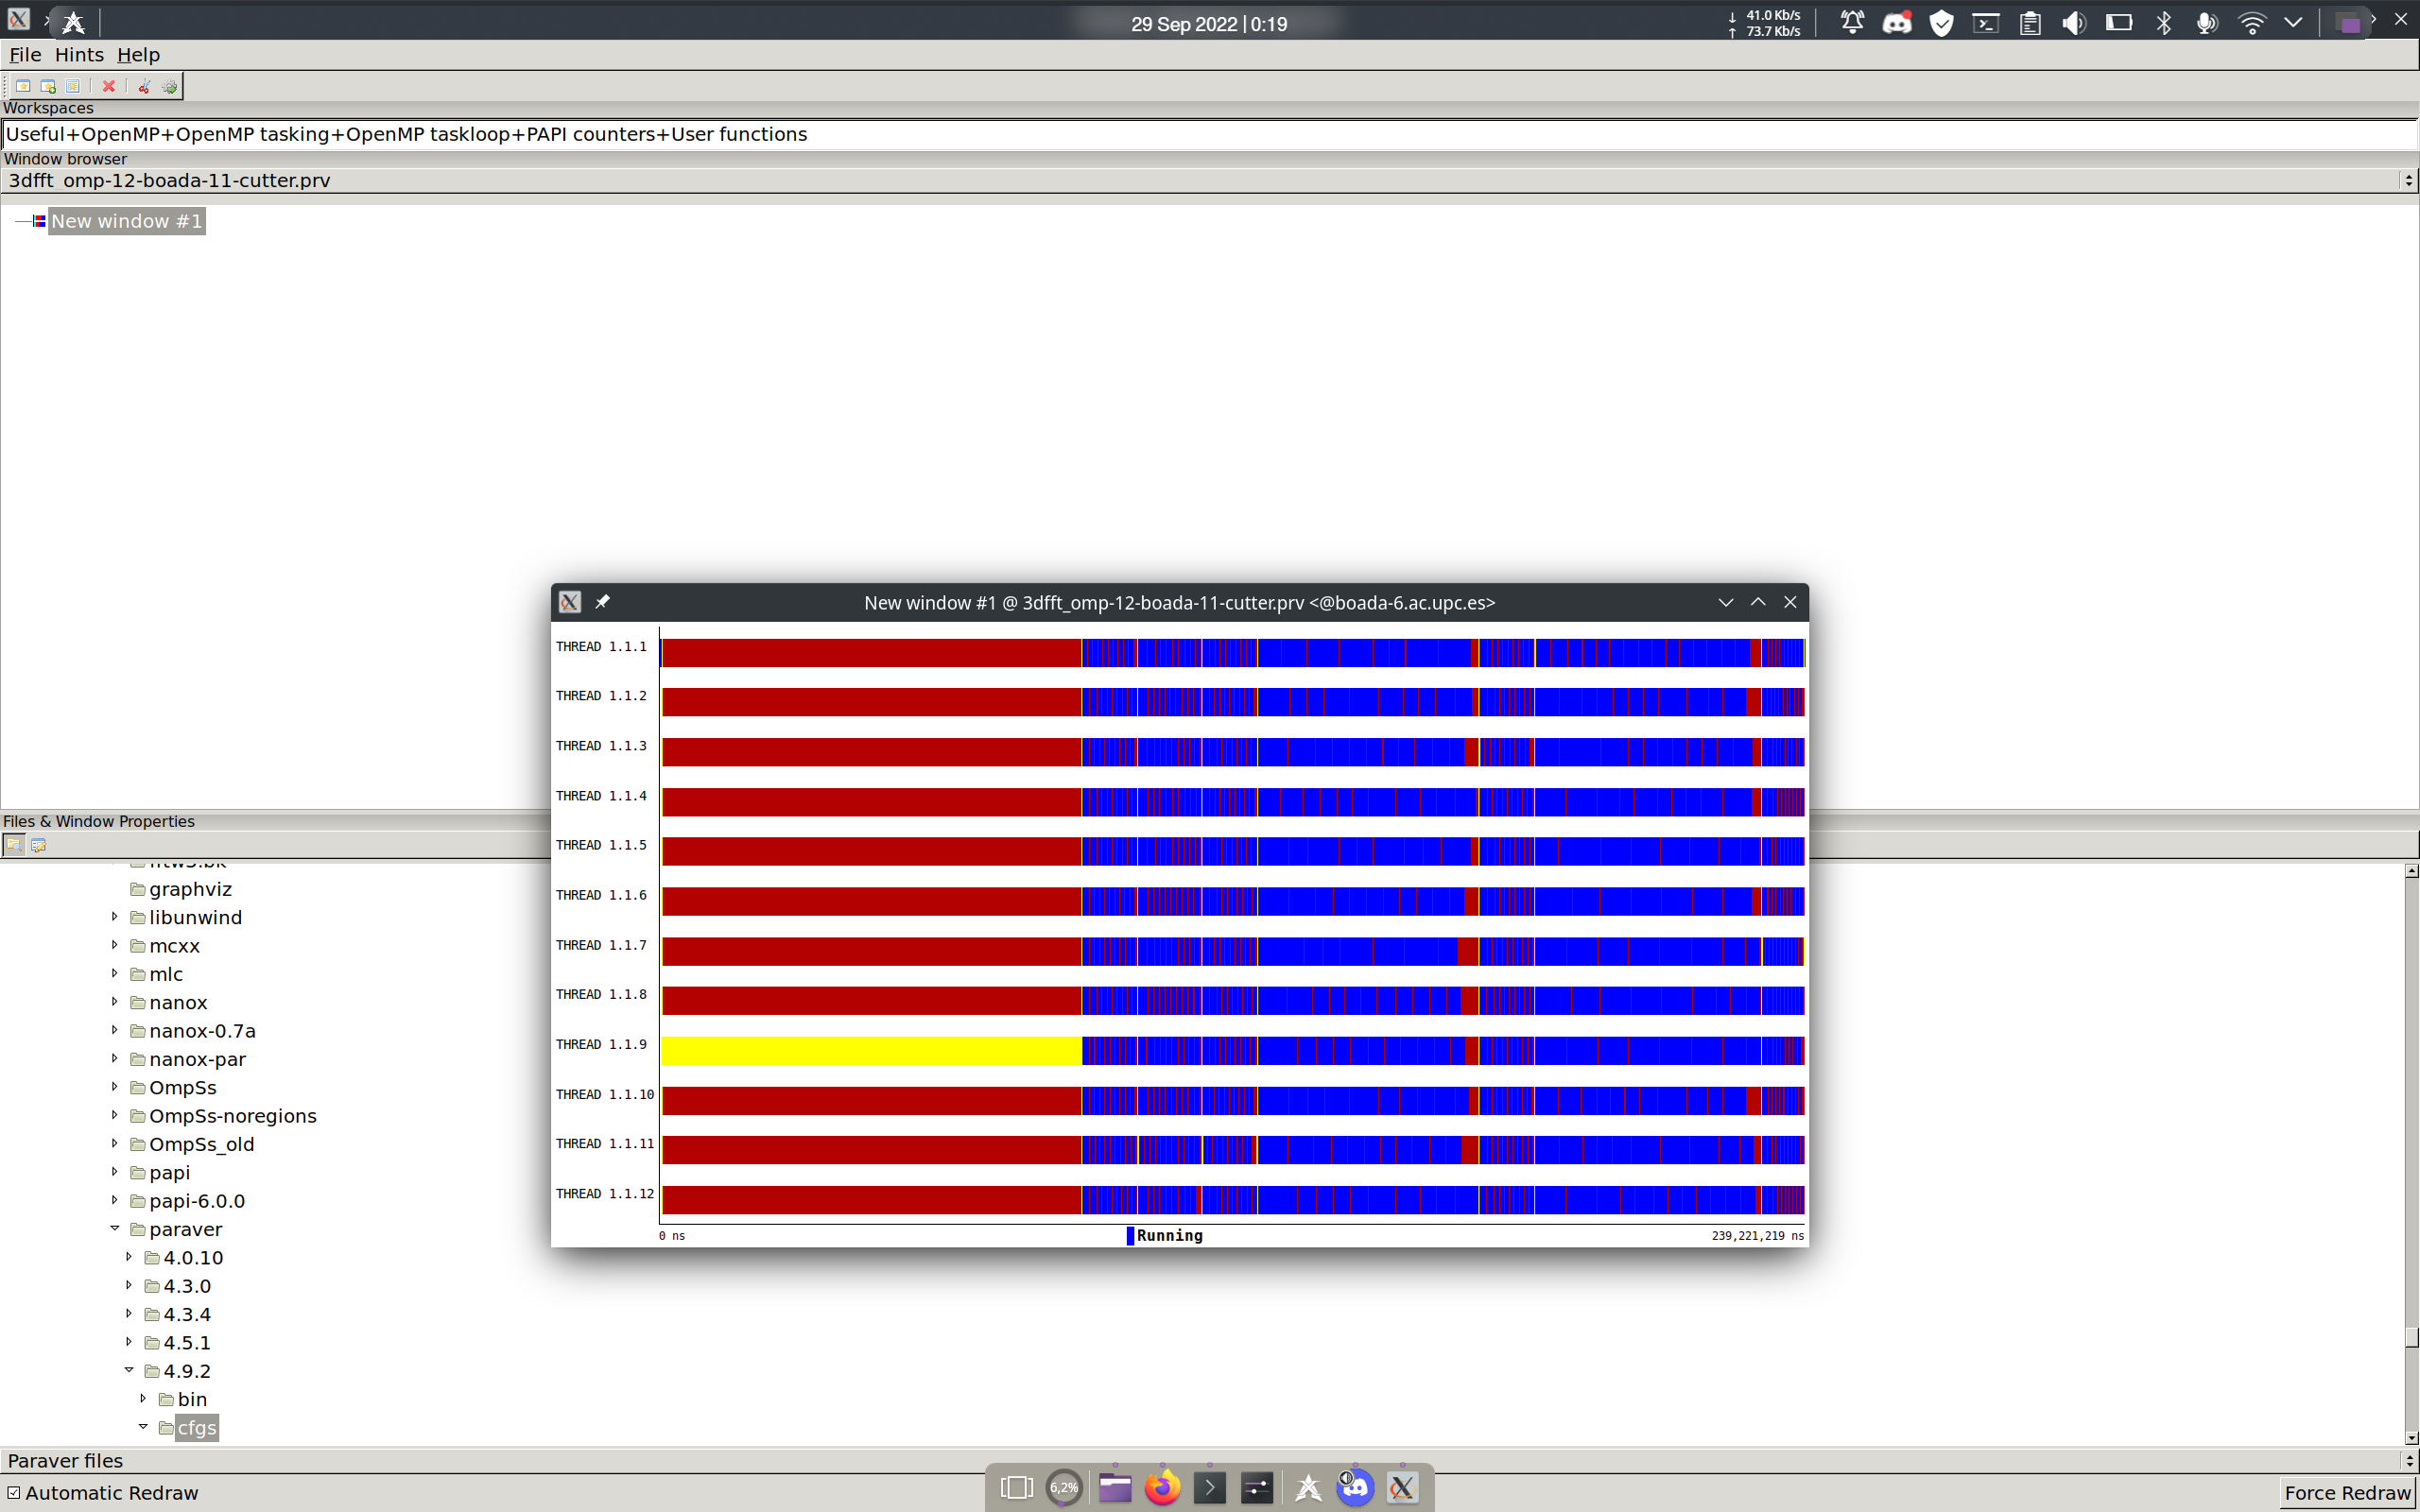 29 Sep 2022 | 0:19
↓ 41.0 Kb/s
↑ 73.7 Kb/s
File Hints Help
Workspaces
Useful+OpenMP+OpenMP tasking+OpenMP taskloop+PAPI counters+User functions
Window browser
3dfft_omp-12-boada-11-cutter.prv
New window #1
New window #1 @ 3dfft_omp-12-boada-11-cutter.prv <@boada-6.ac.upc.es>
THREAD 1.1.1
THREAD 1.1.2
THREAD 1.1.3
THREAD 1.1.4
THREAD 1.1.5
THREAD 1.1.6
THREAD 1.1.7
THREAD 1.1.8
THREAD 1.1.9
THREAD 1.1.10
THREAD 1.1.11
THREAD 1.1.12
0 ns
Running
239,221,219 ns
Files & Window Properties
graphviz
libunwind
mcxx
mlc
nanox
nanox-0.7a
nanox-par
OmpSs
OmpSs-noregions
OmpSs_old
papi
papi-6.0.0
paraver
4.0.10
4.3.0
4.3.4
4.5.1
4.9.2
bin
cfgs
Paraver files
6,2%
Automatic Redraw
Force Redraw